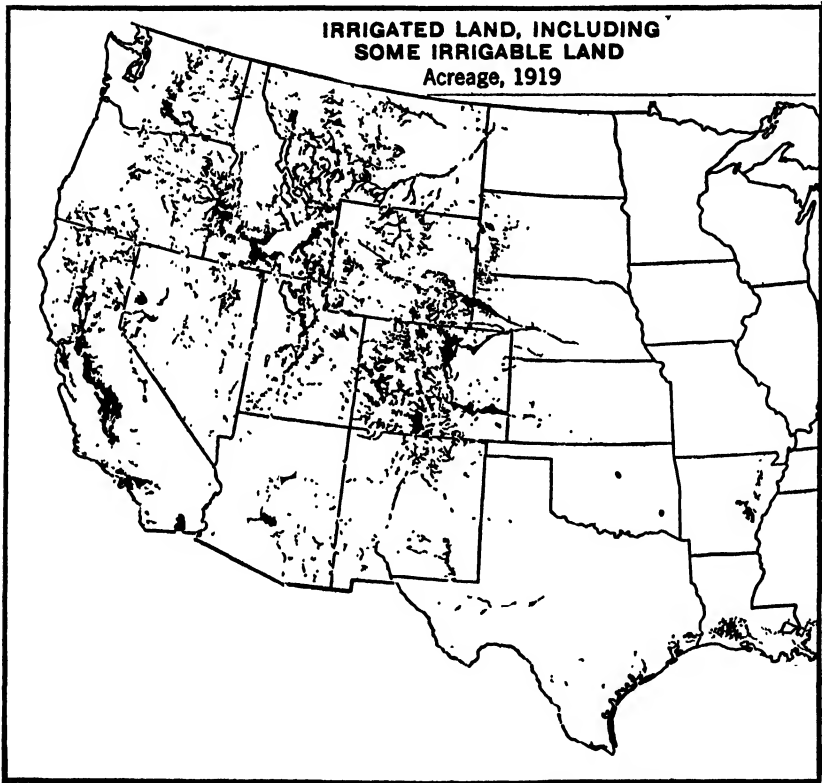 IRRIGATED LAND, INCLUDING
SOME IRRIGABLE LAND
Acreage, 1919